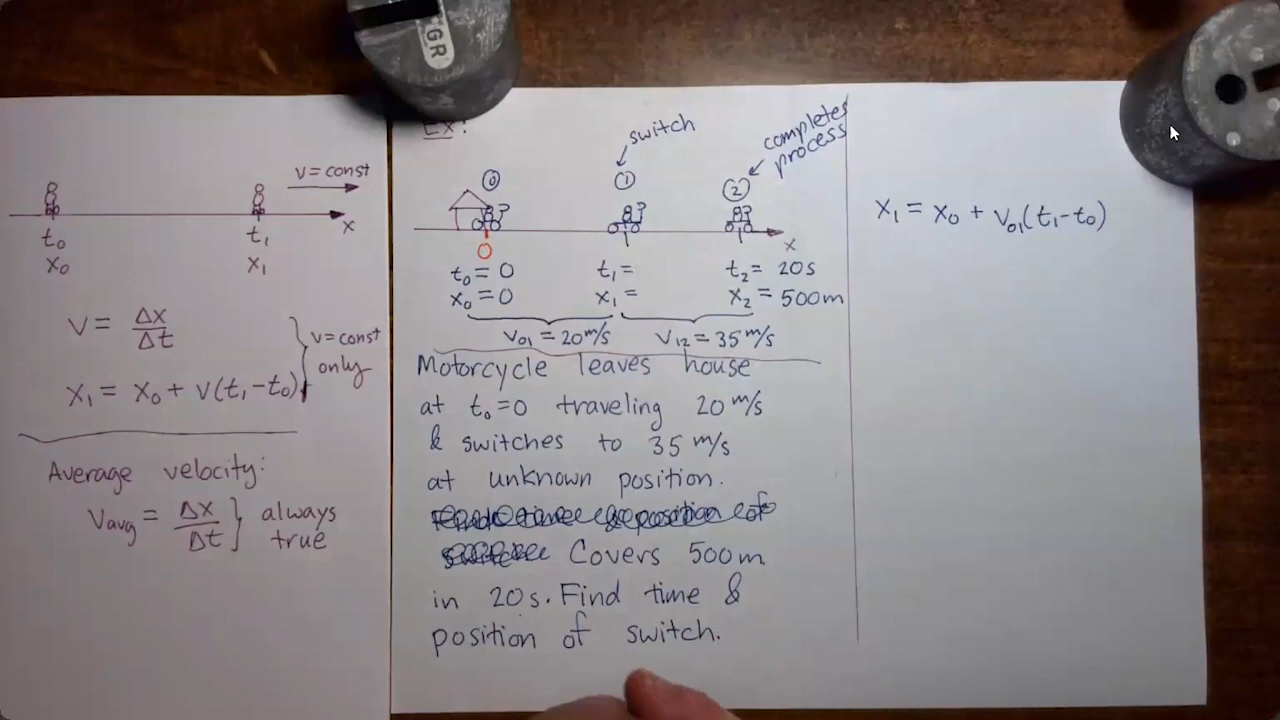 v = const
t₀ t₁ x
x₀ x₁
v = Δx/Δt
x₁ = x₀ + v(t₁-t₀)
v = const
only
Average velocity:
Vavg = Δx/Δt } always
true
GR
Ex:
switch
completes
process
0 1 2
0
x
t₀ = 0 t₁ = t₂ = 20s
x₀ = 0 x₁ = x₂ = 500m
V₀₁ = 20 m/s V₁₂ = 35 m/s
Motorcycle leaves house
at t₀=0 traveling 20 m/s
& switches to 35 m/s
at unknown position.
Covers 500m
in 20s. Find time &
position of switch.
x₁ = x₀ + v₀₁(t₁-t₀)